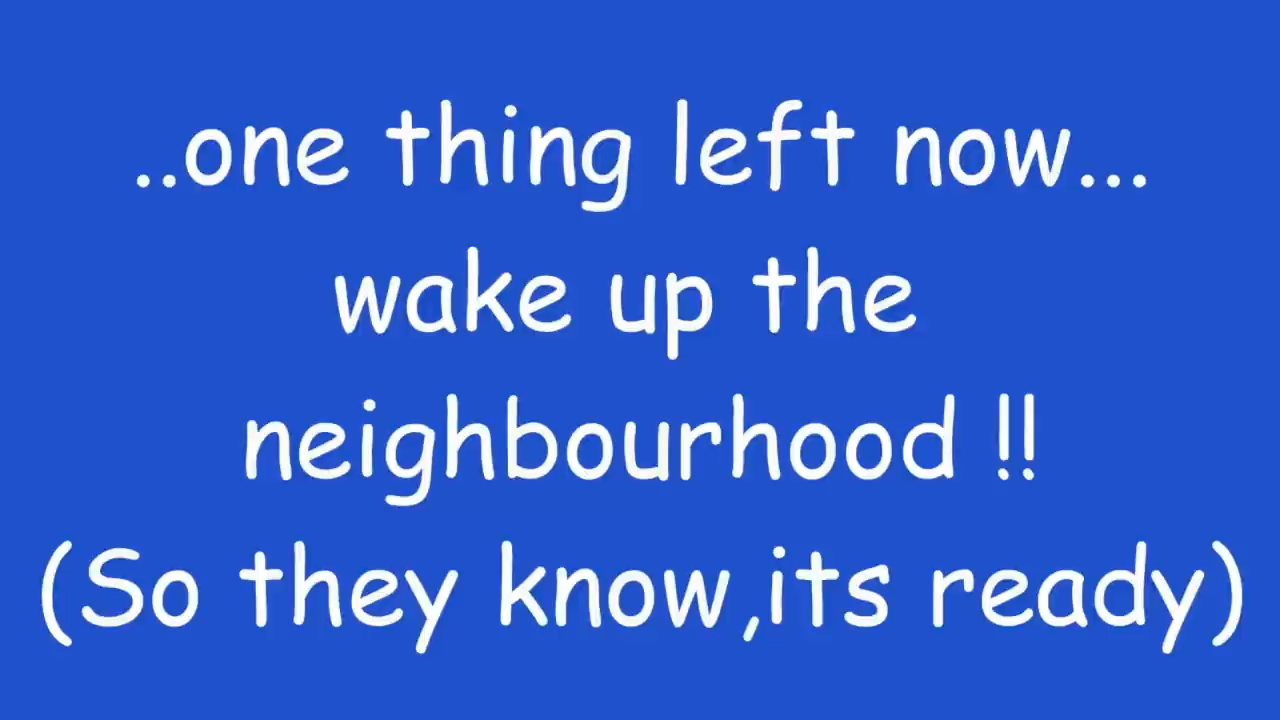 ..one thing left now...
wake up the
neighbourhood !!
(So they know,its ready)